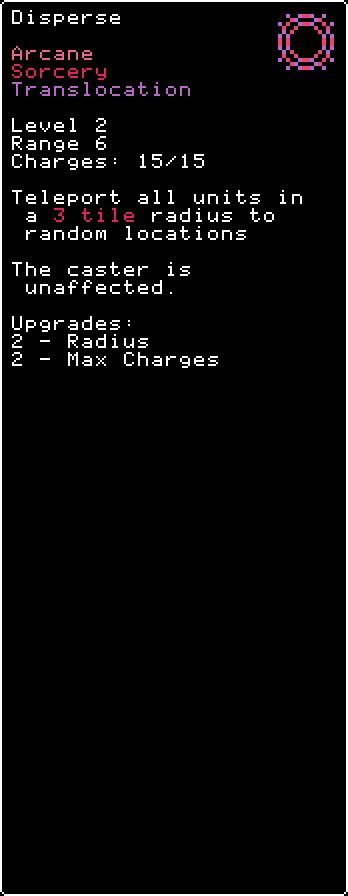 Disperse
Arcane
Sorcery
Translocation
Level 2
Range 6
Charges: 15/15
Teleport all units in
a 3 tile radius to
random locations
The caster is
unaffected.
Upgrades:
2 - Radius
2 - Max Charges